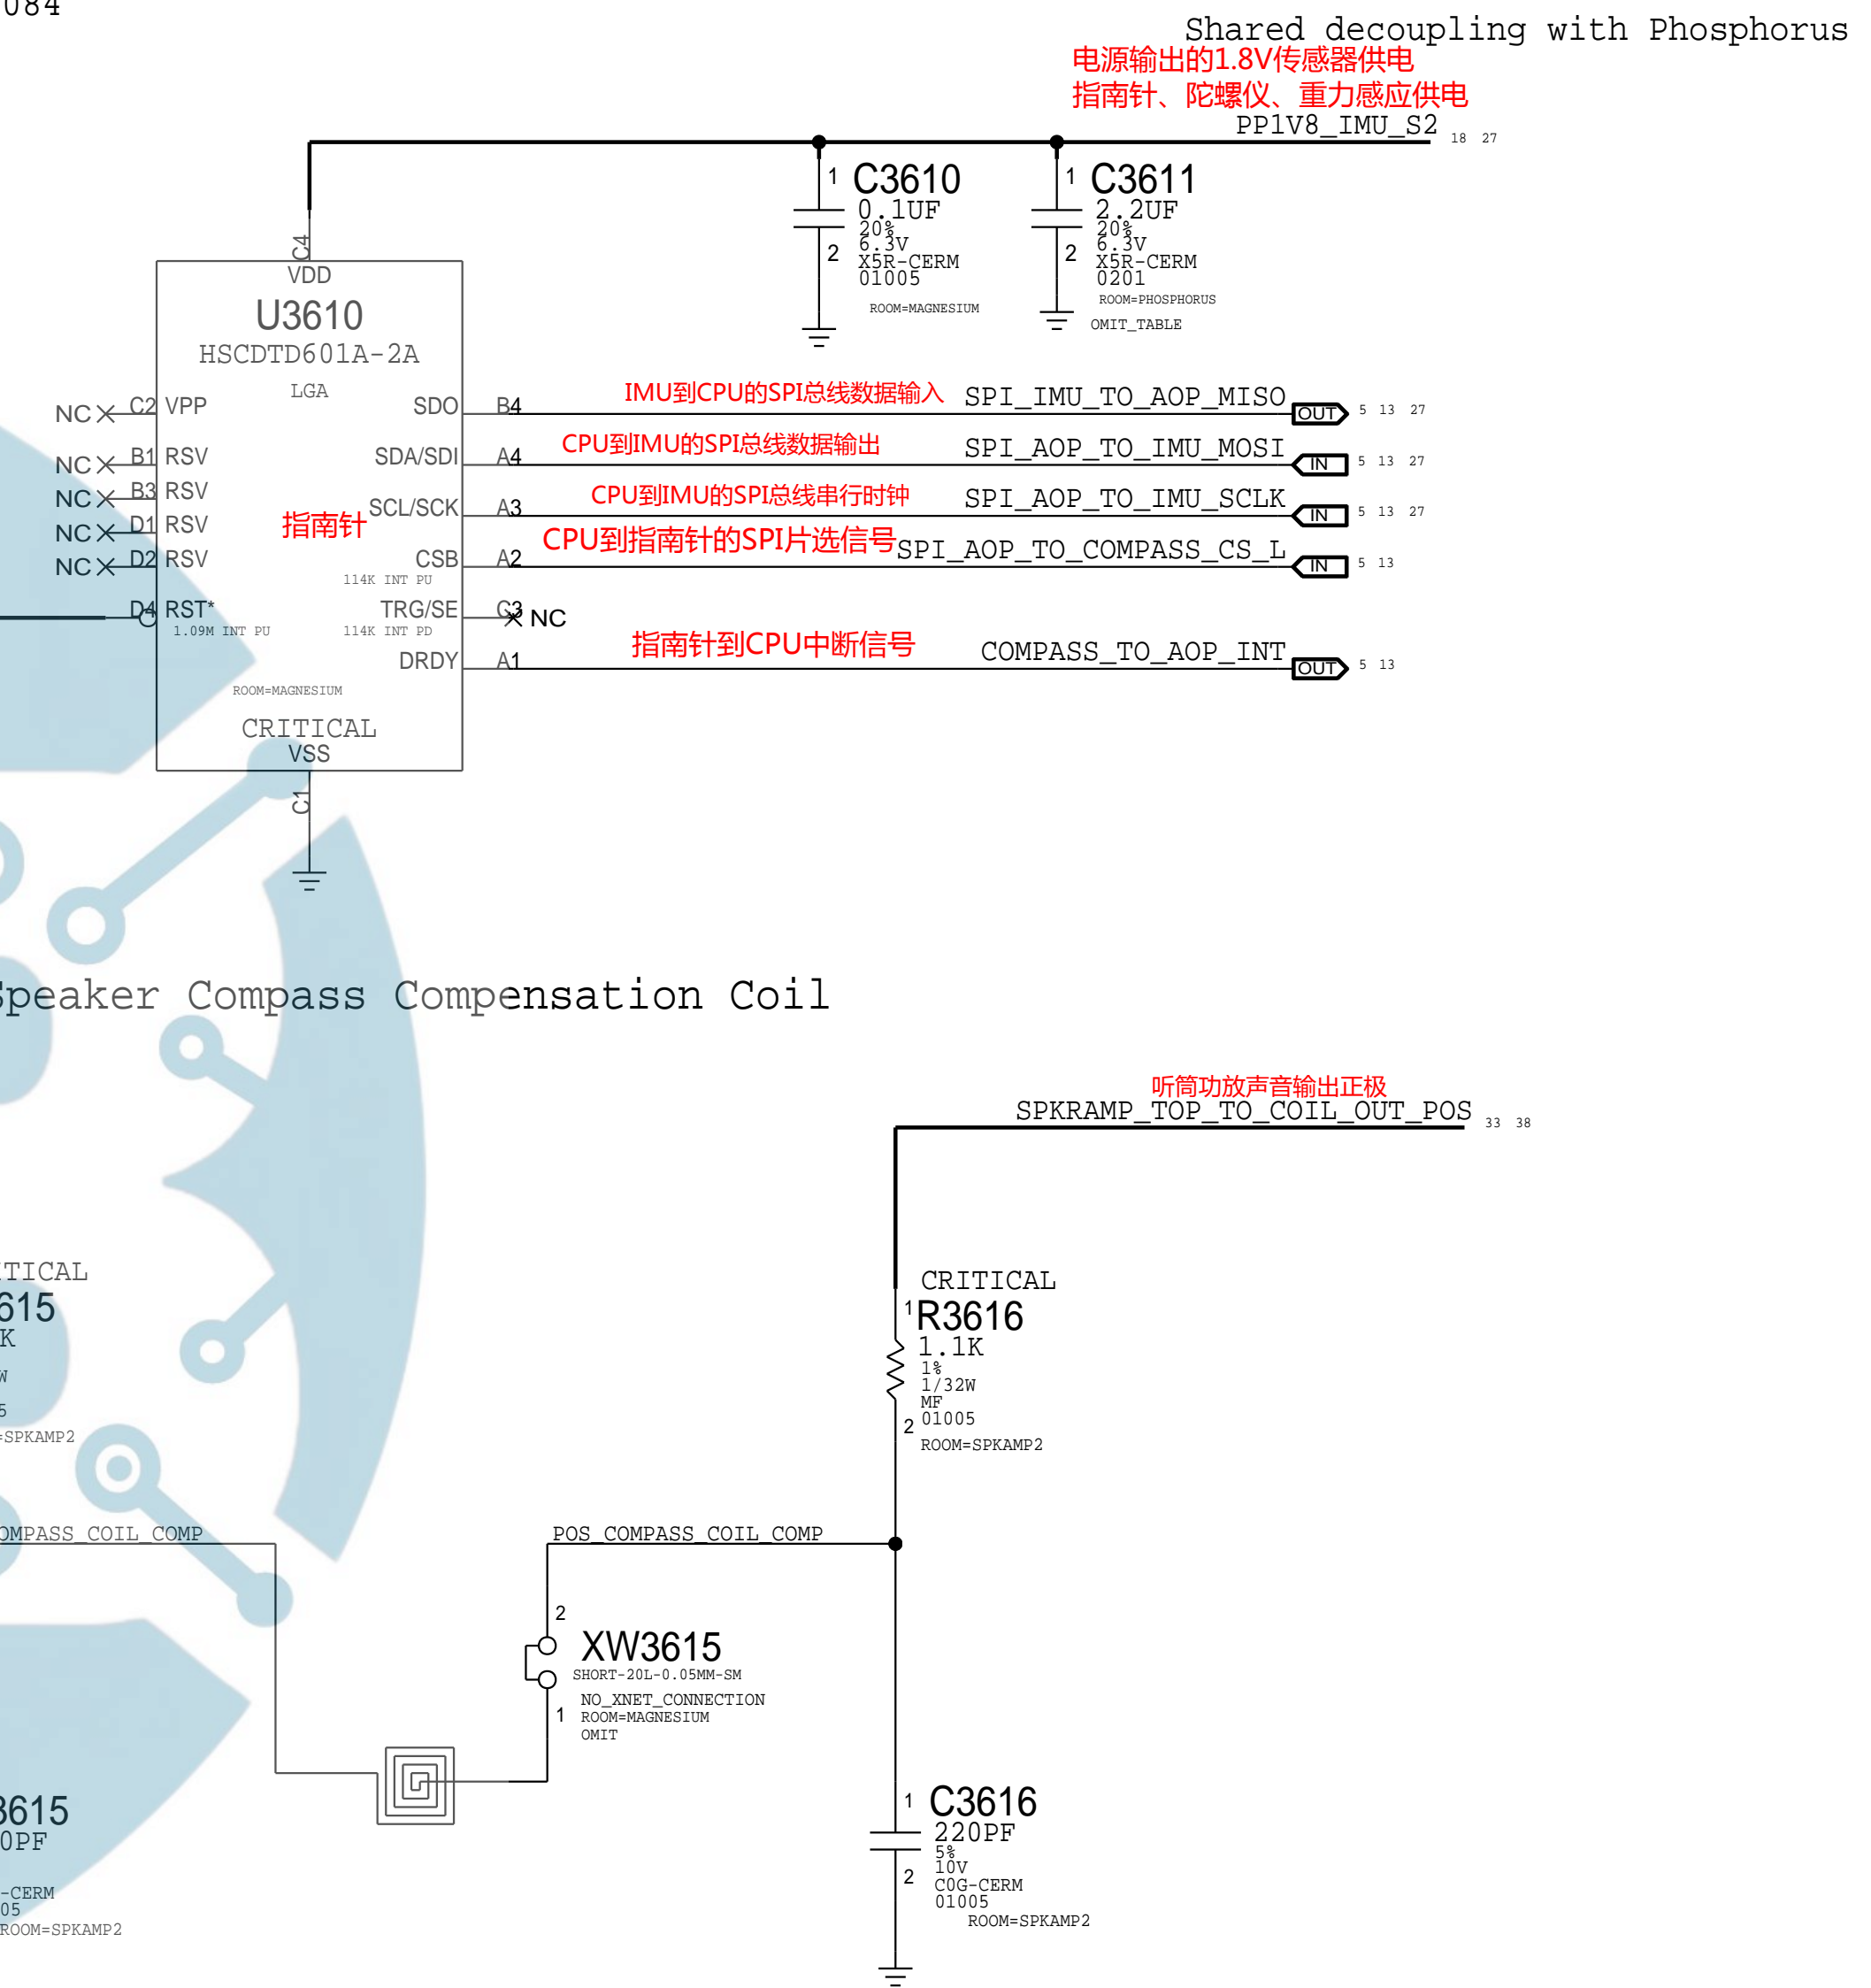 084
Shared decoupling with Phosphorus
电源输出的1.8V传感器供电
指南针、陀螺仪、重力感应供电
PP1V8_IMU_S2 18 27
1 C3610
0.1UF
20%
6.3V
2 X5R-CERM
01005
ROOM=MAGNESIUM
1 C3611
2.2UF
20%
6.3V
2 X5R-CERM
0201
ROOM=PHOSPHORUS
OMIT_TABLE
C4
VDD
U3610
HSCDTD601A-2A
LGA
NC C2 VPP
NC B1 RSV
NC B3 RSV
NC D1 RSV
NC D2 RSV
D4 RST*
1.09M INT PU
指南针
SDO B4 IMU到CPU的SPI总线数据输入 SPI_IMU_TO_AOP_MISO OUT 5 13 27
SDA/SDI A4 CPU到IMU的SPI总线数据输出 SPI_AOP_TO_IMU_MOSI IN 5 13 27
SCL/SCK A3 CPU到IMU的SPI总线串行时钟 SPI_AOP_TO_IMU_SCLK IN 5 13 27
CSB A2 CPU到指南针的SPI片选信号 SPI_AOP_TO_COMPASS_CS_L IN 5 13
114K INT PU
TRG/SE C3 NC
114K INT PD
DRDY A1 指南针到CPU中断信号 COMPASS_TO_AOP_INT OUT 5 13
ROOM=MAGNESIUM
CRITICAL
VSS
C1
Speaker Compass Compensation Coil
听筒功放声音输出正极
SPKRAMP_TOP_TO_COIL_OUT_POS 33 38
ITICAL
615
K
W
5
=SPKAMP2
CRITICAL
1 R3616
1.1K
1%
1/32W
MF
2 01005
ROOM=SPKAMP2
OMPASS_COIL_COMP
POS_COMPASS_COIL_COMP
2
XW3615
SHORT-20L-0.05MM-SM
NO_XNET_CONNECTION
1 ROOM=MAGNESIUM
OMIT
3615
0PF
-CERM
05
ROOM=SPKAMP2
1 C3616
220PF
5%
10V
2 C0G-CERM
01005
ROOM=SPKAMP2